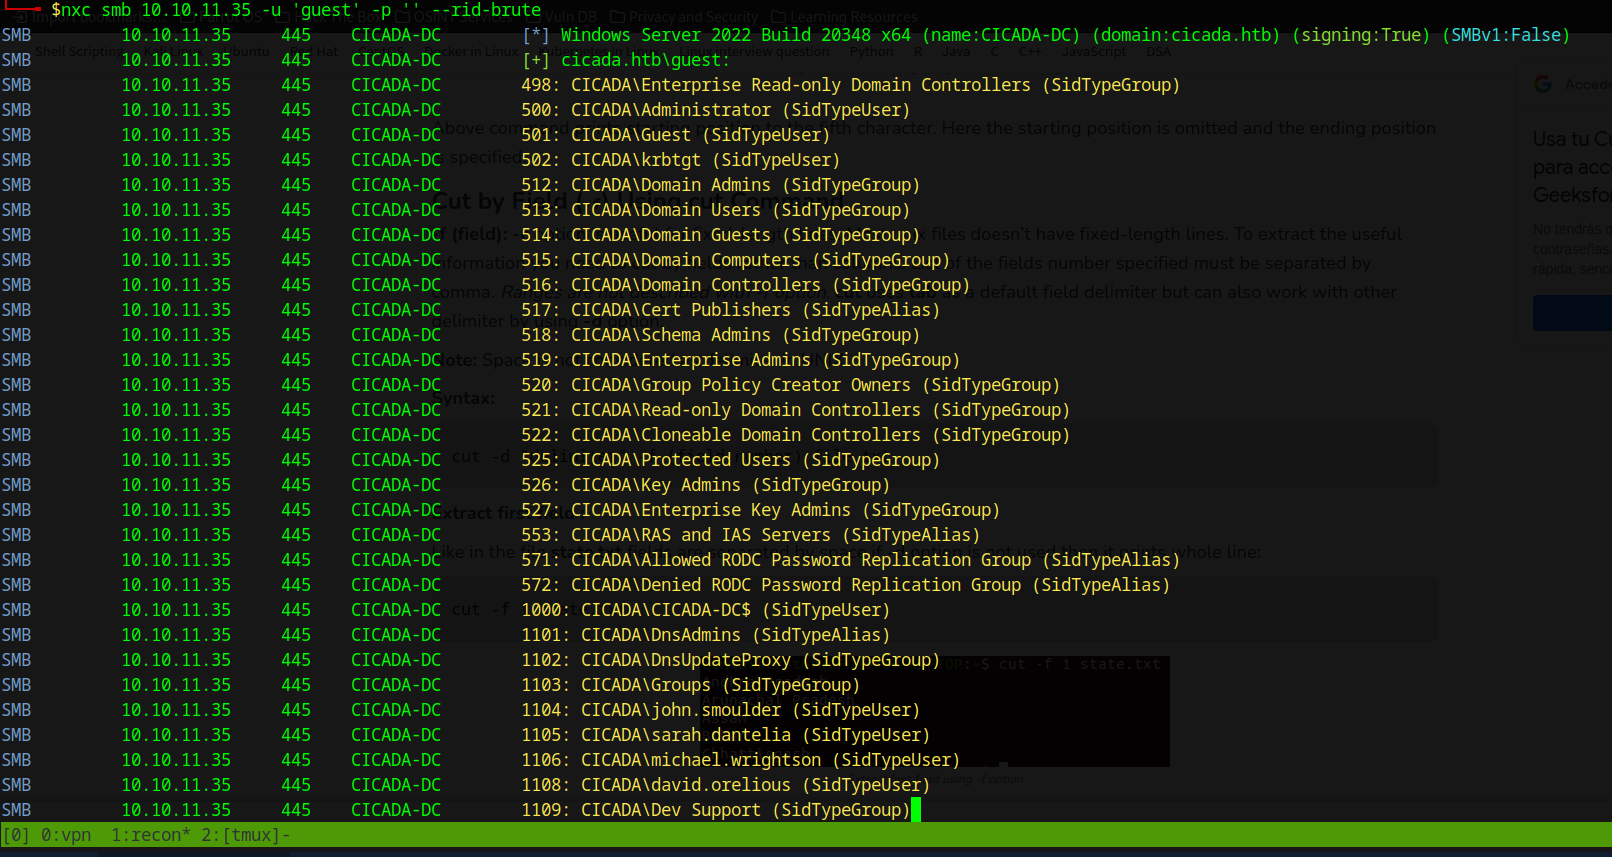 $nxc smb 10.10.11.35 -u 'guest' -p '' --rid-brute
SMB 10.10.11.35 445 CICADA-DC [*] Windows Server 2022 Build 20348 x64 (name:CICADA-DC) (domain:cicada.htb) (signing:True) (SMBv1:False)
SMB 10.10.11.35 445 CICADA-DC [+] cicada.htb\guest:
SMB 10.10.11.35 445 CICADA-DC 498: CICADA\Enterprise Read-only Domain Controllers (SidTypeGroup)
SMB 10.10.11.35 445 CICADA-DC 500: CICADA\Administrator (SidTypeUser)
SMB 10.10.11.35 445 CICADA-DC 501: CICADA\Guest (SidTypeUser)
SMB 10.10.11.35 445 CICADA-DC 502: CICADA\krbtgt (SidTypeUser)
SMB 10.10.11.35 445 CICADA-DC 512: CICADA\Domain Admins (SidTypeGroup)
SMB 10.10.11.35 445 CICADA-DC 513: CICADA\Domain Users (SidTypeGroup)
SMB 10.10.11.35 445 CICADA-DC 514: CICADA\Domain Guests (SidTypeGroup)
SMB 10.10.11.35 445 CICADA-DC 515: CICADA\Domain Computers (SidTypeGroup)
SMB 10.10.11.35 445 CICADA-DC 516: CICADA\Domain Controllers (SidTypeGroup)
SMB 10.10.11.35 445 CICADA-DC 517: CICADA\Cert Publishers (SidTypeAlias)
SMB 10.10.11.35 445 CICADA-DC 518: CICADA\Schema Admins (SidTypeGroup)
SMB 10.10.11.35 445 CICADA-DC 519: CICADA\Enterprise Admins (SidTypeGroup)
SMB 10.10.11.35 445 CICADA-DC 520: CICADA\Group Policy Creator Owners (SidTypeGroup)
SMB 10.10.11.35 445 CICADA-DC 521: CICADA\Read-only Domain Controllers (SidTypeGroup)
SMB 10.10.11.35 445 CICADA-DC 522: CICADA\Cloneable Domain Controllers (SidTypeGroup)
SMB 10.10.11.35 445 CICADA-DC 525: CICADA\Protected Users (SidTypeGroup)
SMB 10.10.11.35 445 CICADA-DC 526: CICADA\Key Admins (SidTypeGroup)
SMB 10.10.11.35 445 CICADA-DC 527: CICADA\Enterprise Key Admins (SidTypeGroup)
SMB 10.10.11.35 445 CICADA-DC 553: CICADA\RAS and IAS Servers (SidTypeAlias)
SMB 10.10.11.35 445 CICADA-DC 571: CICADA\Allowed RODC Password Replication Group (SidTypeAlias)
SMB 10.10.11.35 445 CICADA-DC 572: CICADA\Denied RODC Password Replication Group (SidTypeAlias)
SMB 10.10.11.35 445 CICADA-DC 1000: CICADA\CICADA-DC$ (SidTypeUser)
SMB 10.10.11.35 445 CICADA-DC 1101: CICADA\DnsAdmins (SidTypeAlias)
SMB 10.10.11.35 445 CICADA-DC 1102: CICADA\DnsUpdateProxy (SidTypeGroup)
SMB 10.10.11.35 445 CICADA-DC 1103: CICADA\Groups (SidTypeGroup)
SMB 10.10.11.35 445 CICADA-DC 1104: CICADA\john.smoulder (SidTypeUser)
SMB 10.10.11.35 445 CICADA-DC 1105: CICADA\sarah.dantelia (SidTypeUser)
SMB 10.10.11.35 445 CICADA-DC 1106: CICADA\michael.wrightson (SidTypeUser)
SMB 10.10.11.35 445 CICADA-DC 1108: CICADA\david.orelious (SidTypeUser)
SMB 10.10.11.35 445 CICADA-DC 1109: CICADA\Dev Support (SidTypeGroup)
[0] 0:vpn 1:recon* 2:[tmux]-